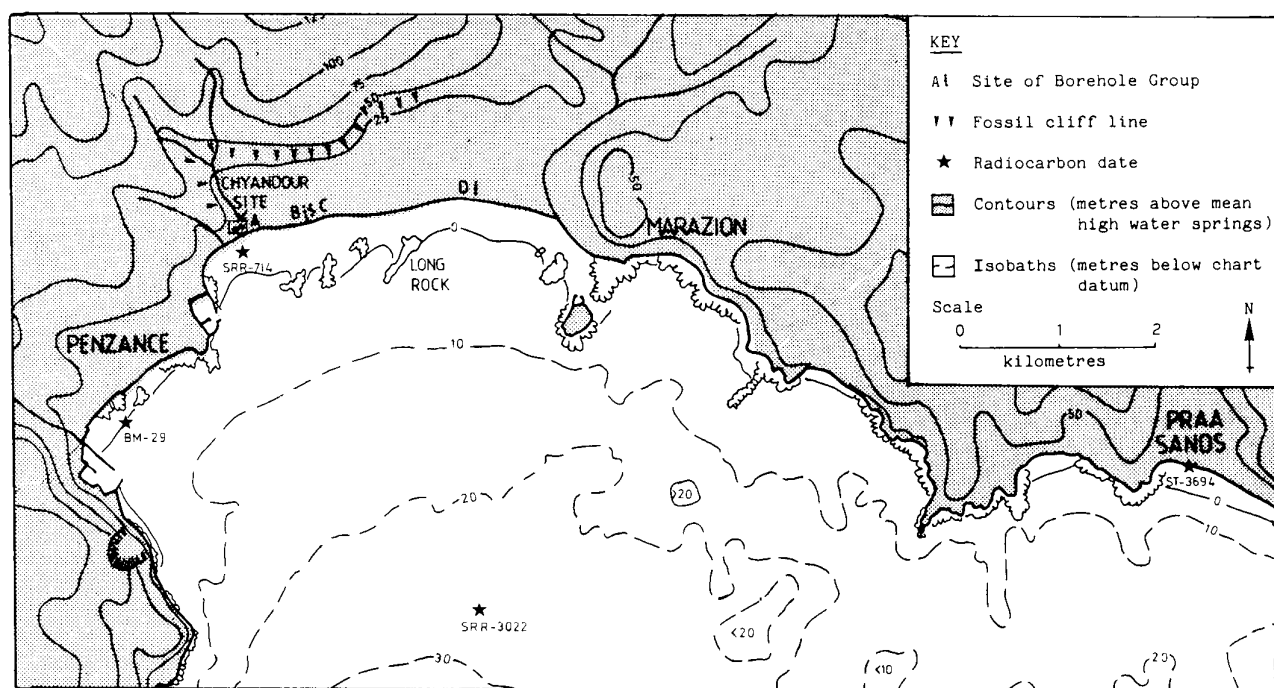 125
100
75
50
25
CHYANDOUR
SITE
A
B
C
D
SRR-714
0
LONG
ROCK
50
MARAZION
PENZANCE
10
BM-29
20
>20
50
PRAA
SANDS
ST-3694
0
10
SRR-3022
<20
30
<10
20
KEY
A Site of Borehole Group
Fossil cliff line
Radiocarbon date
Contours (metres above mean
high water springs)
Isobaths (metres below chart
datum)
Scale
N
0 1 2
kilometres